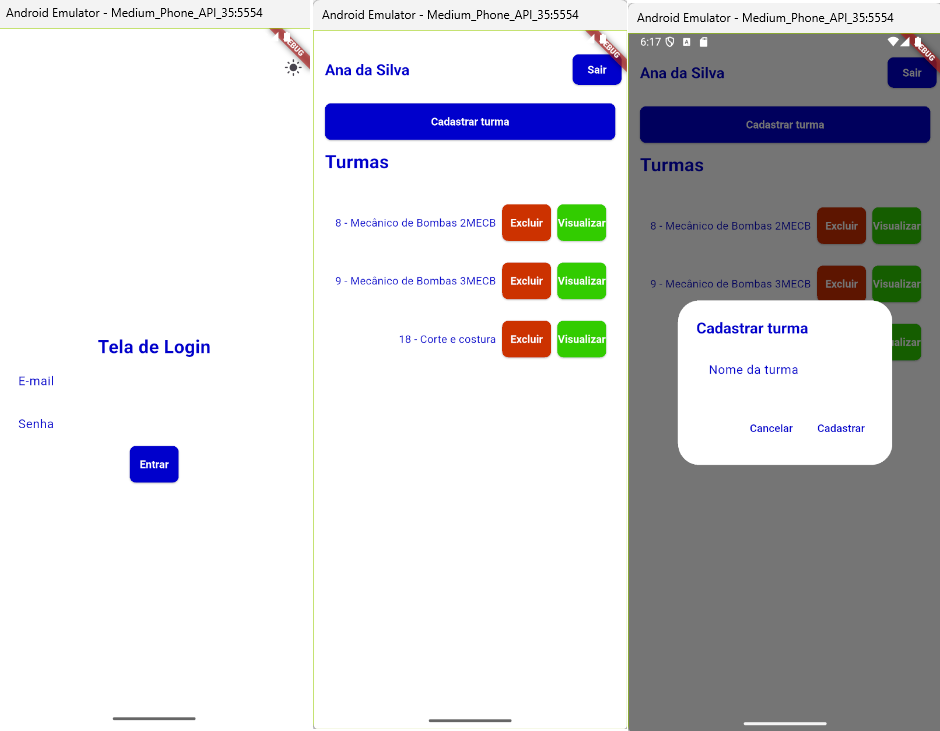 Android Emulator - Medium_Phone_API_35:5554
DEBUG
Tela de Login
E-mail
Senha
Entrar
Android Emulator - Medium_Phone_API_35:5554
DEBUG
Ana da Silva Sair
Cadastrar turma
Turmas
8 - Mecânico de Bombas 2MECB Excluir Visualizar
9 - Mecânico de Bombas 3MECB Excluir Visualizar
18 - Corte e costura Excluir Visualizar
Android Emulator - Medium_Phone_API_35:5554
6:17
DEBUG
Ana da Silva Sair
Cadastrar turma
Turmas
8 - Mecânico de Bombas 2MECB Excluir Visualizar
9 - Mecânico de Bombas 3MECB Excluir Visualizar
alizar
Cadastrar turma
Nome da turma
Cancelar Cadastrar